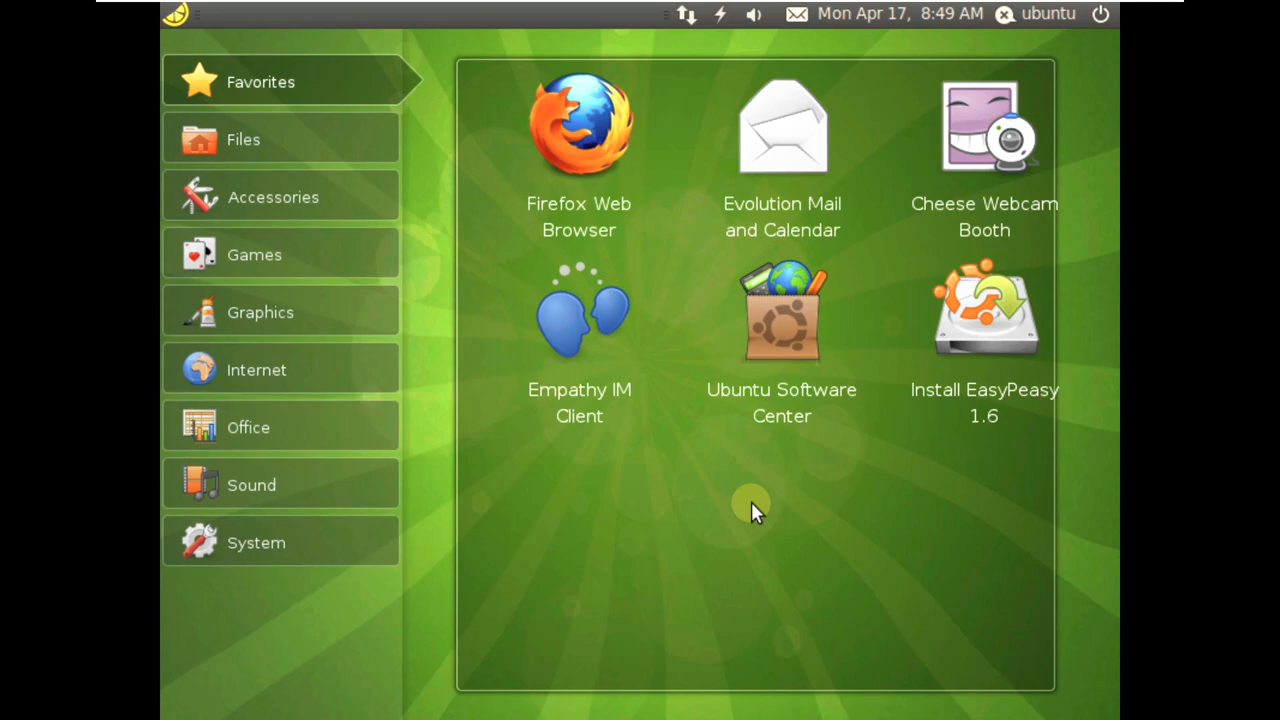 Mon Apr 17, 8:49 AM ubuntu
Favorites
Files
Accessories
Games
Graphics
Internet
Office
Sound
System
Firefox Web
Browser
Evolution Mail
and Calendar
Cheese Webcam
Booth
Empathy IM
Client
Ubuntu Software
Center
Install EasyPeasy
1.6